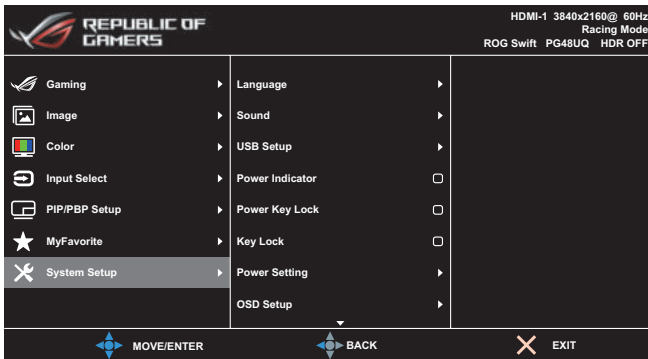 REPUBLIC OF
GAMERS
HDMI-1 3840x2160@ 60Hz
Racing Mode
ROG Swift PG48UQ HDR OFF
Gaming
Image
Color
Input Select
PIP/PBP Setup
MyFavorite
System Setup
Language
Sound
USB Setup
Power Indicator
Power Key Lock
Key Lock
Power Setting
OSD Setup
MOVE/ENTER
BACK
EXIT